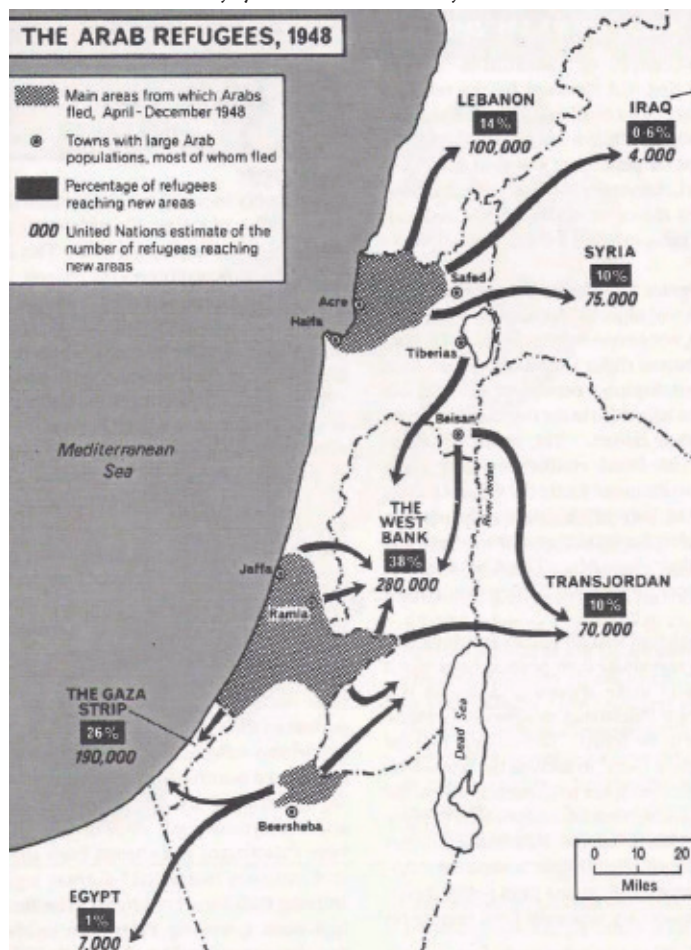 THE ARAB REFUGEES, 1948
Main areas from which Arabs
fled, April - December 1948
Towns with large Arab
populations, most of whom fled
Percentage of refugees
reaching new areas
000 United Nations estimate of the
number of refugees reaching
new areas
LEBANON
14%
100,000
IRAQ
0·6%
4,000
SYRIA
10%
75,000
Safed
Acre
Haifa
Tiberias
Beisan
River Jordan
Mediterranean
Sea
THE
WEST
BANK
38%
280,000
TRANSJORDAN
10%
70,000
Jaffa
Ramla
THE GAZA
STRIP
26%
190,000
Dead Sea
Beersheba
EGYPT
1%
7,000
0 10 20
Miles